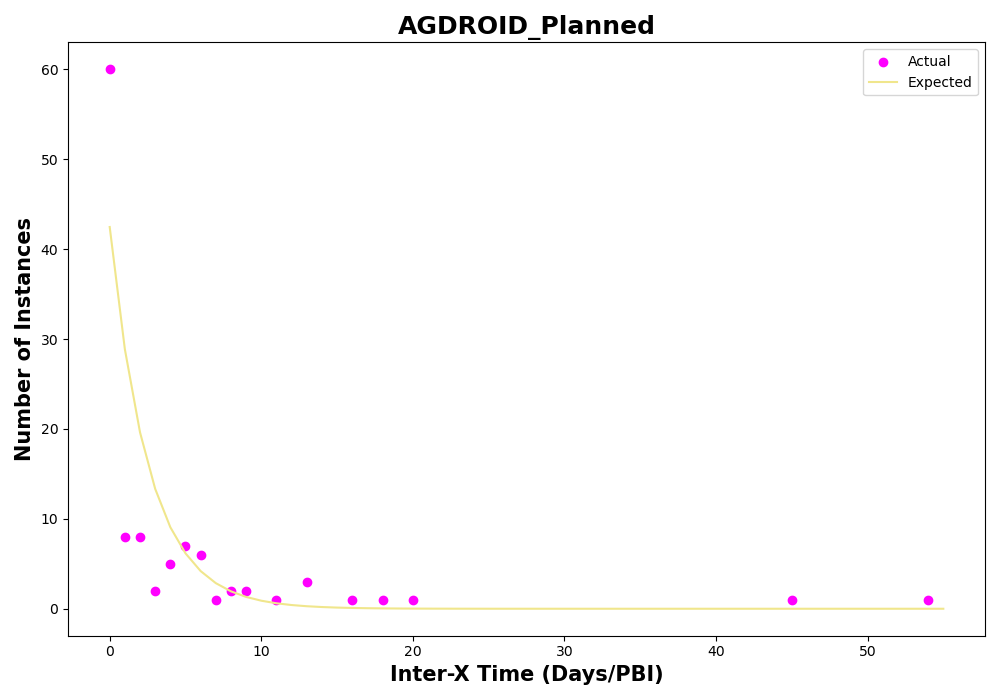 AGDROID_Planned
Actual
Expected
60
50
40
30
20
10
0
Number of Instances
0 10 20 30 40 50
Inter-X Time (Days/PBI)